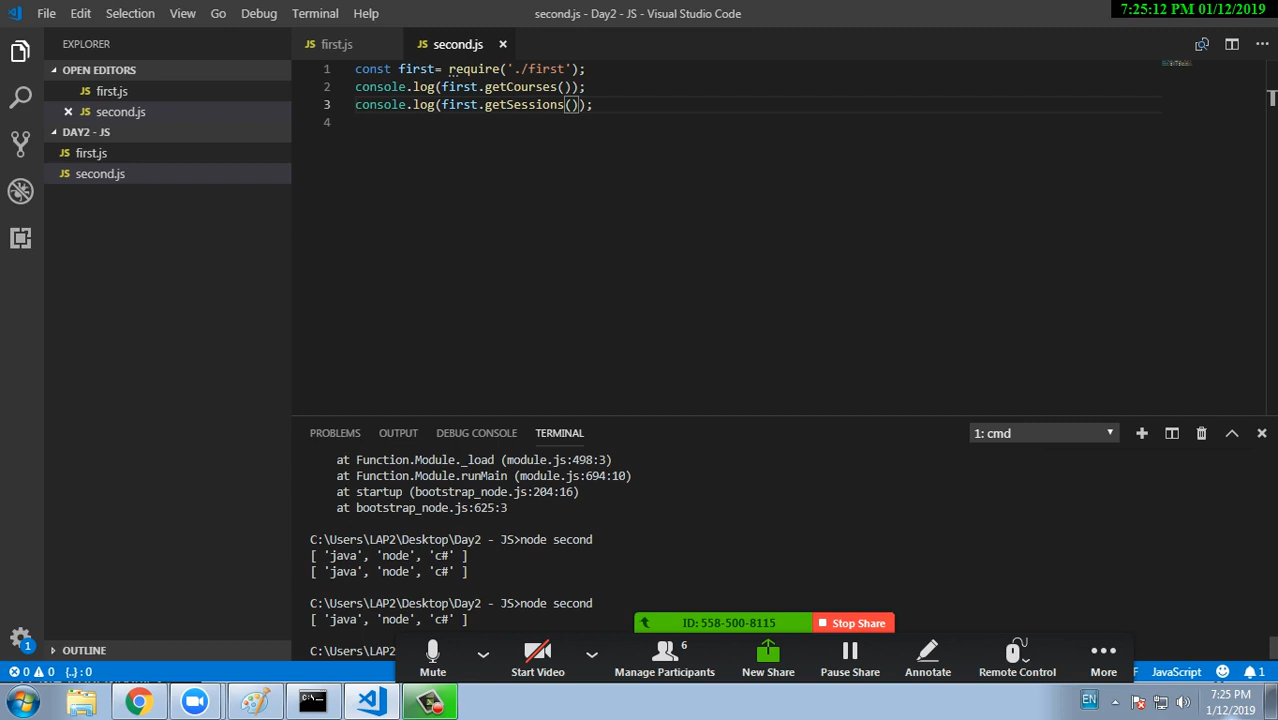 File Edit Selection View Go Debug Terminal Help
second.js - Day2 - JS - Visual Studio Code
7:25:12 PM 01/12/2019
EXPLORER
OPEN EDITORS
JS first.js
JS second.js
DAY2 - JS
JS first.js
JS second.js
OUTLINE
JS first.js JS second.js
1 const first= require('./first');
2 console.log(first.getCourses());
3 console.log(first.getSessions());
4
PROBLEMS OUTPUT DEBUG CONSOLE TERMINAL
1: cmd
at Function.Module._load (module.js:498:3)
at Function.Module.runMain (module.js:694:10)
at startup (bootstrap_node.js:204:16)
at bootstrap_node.js:625:3
C:\Users\LAP2\Desktop\Day2 - JS>node second
[ 'java', 'node', 'c#' ]
[ 'java', 'node', 'c#' ]
C:\Users\LAP2\Desktop\Day2 - JS>node second
[ 'java', 'node', 'c#' ]
C:\Users\LAP2
ID: 558-500-8115 Stop Share
Mute Start Video Manage Participants 6 New Share Pause Share Annotate Remote Control More
1
0 0 {..} : 0
JavaScript 1
EN
7:25 PM
1/12/2019